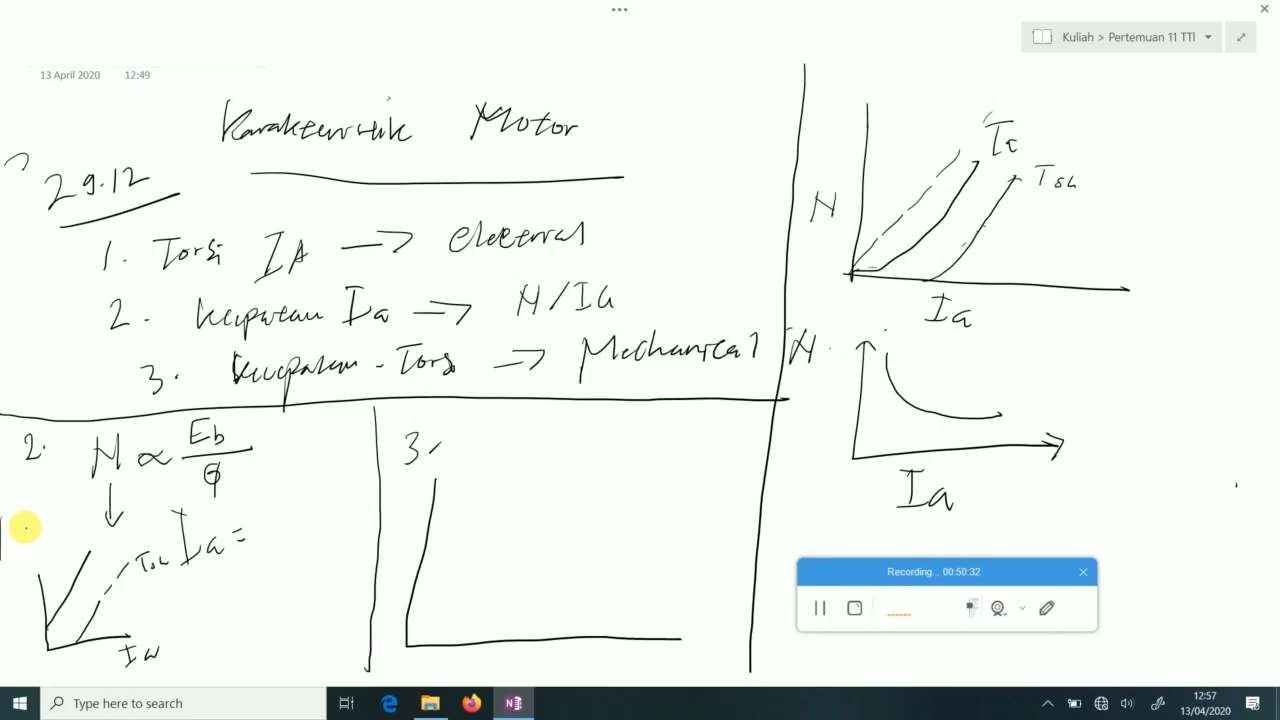 Kuliah > Pertemuan 11 TTI
13 April 2020 12:49
Karakteristik Motor
29.12
1. Torsi IA → electrical
2. Kecepatan Ia → N/Ia
3. Kecepatan - Torsi → Mechanical
2. N ∝ Eb/ϕ
Ia =
Tsh
Ia
3.
Ta
Tsh
N
Ia
N
Ia
Recording... 00:50:32
Type here to search
12:57
13/04/2020